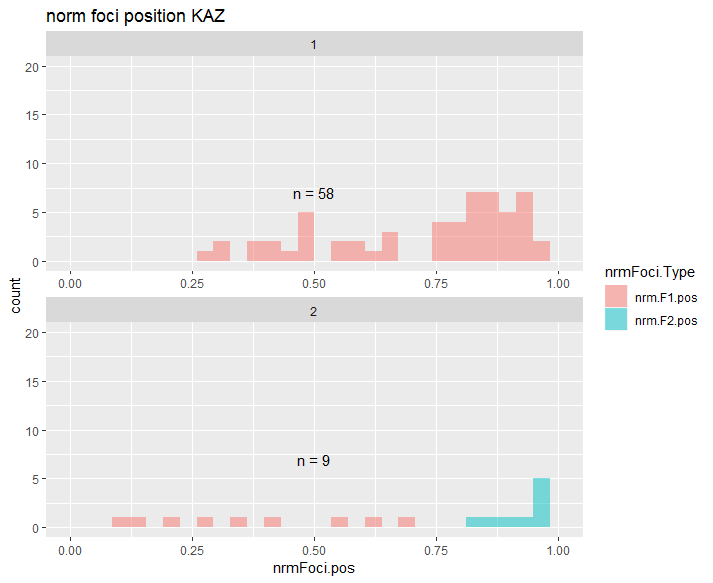 norm foci position KAZ
1
20
15
10
5
0
n = 58
0.00 0.25 0.50 0.75 1.00
2
20
15
10
5
0
n = 9
0.00 0.25 0.50 0.75 1.00
nrmFoci.pos
count
nrmFoci.Type
nrm.F1.pos
nrm.F2.pos